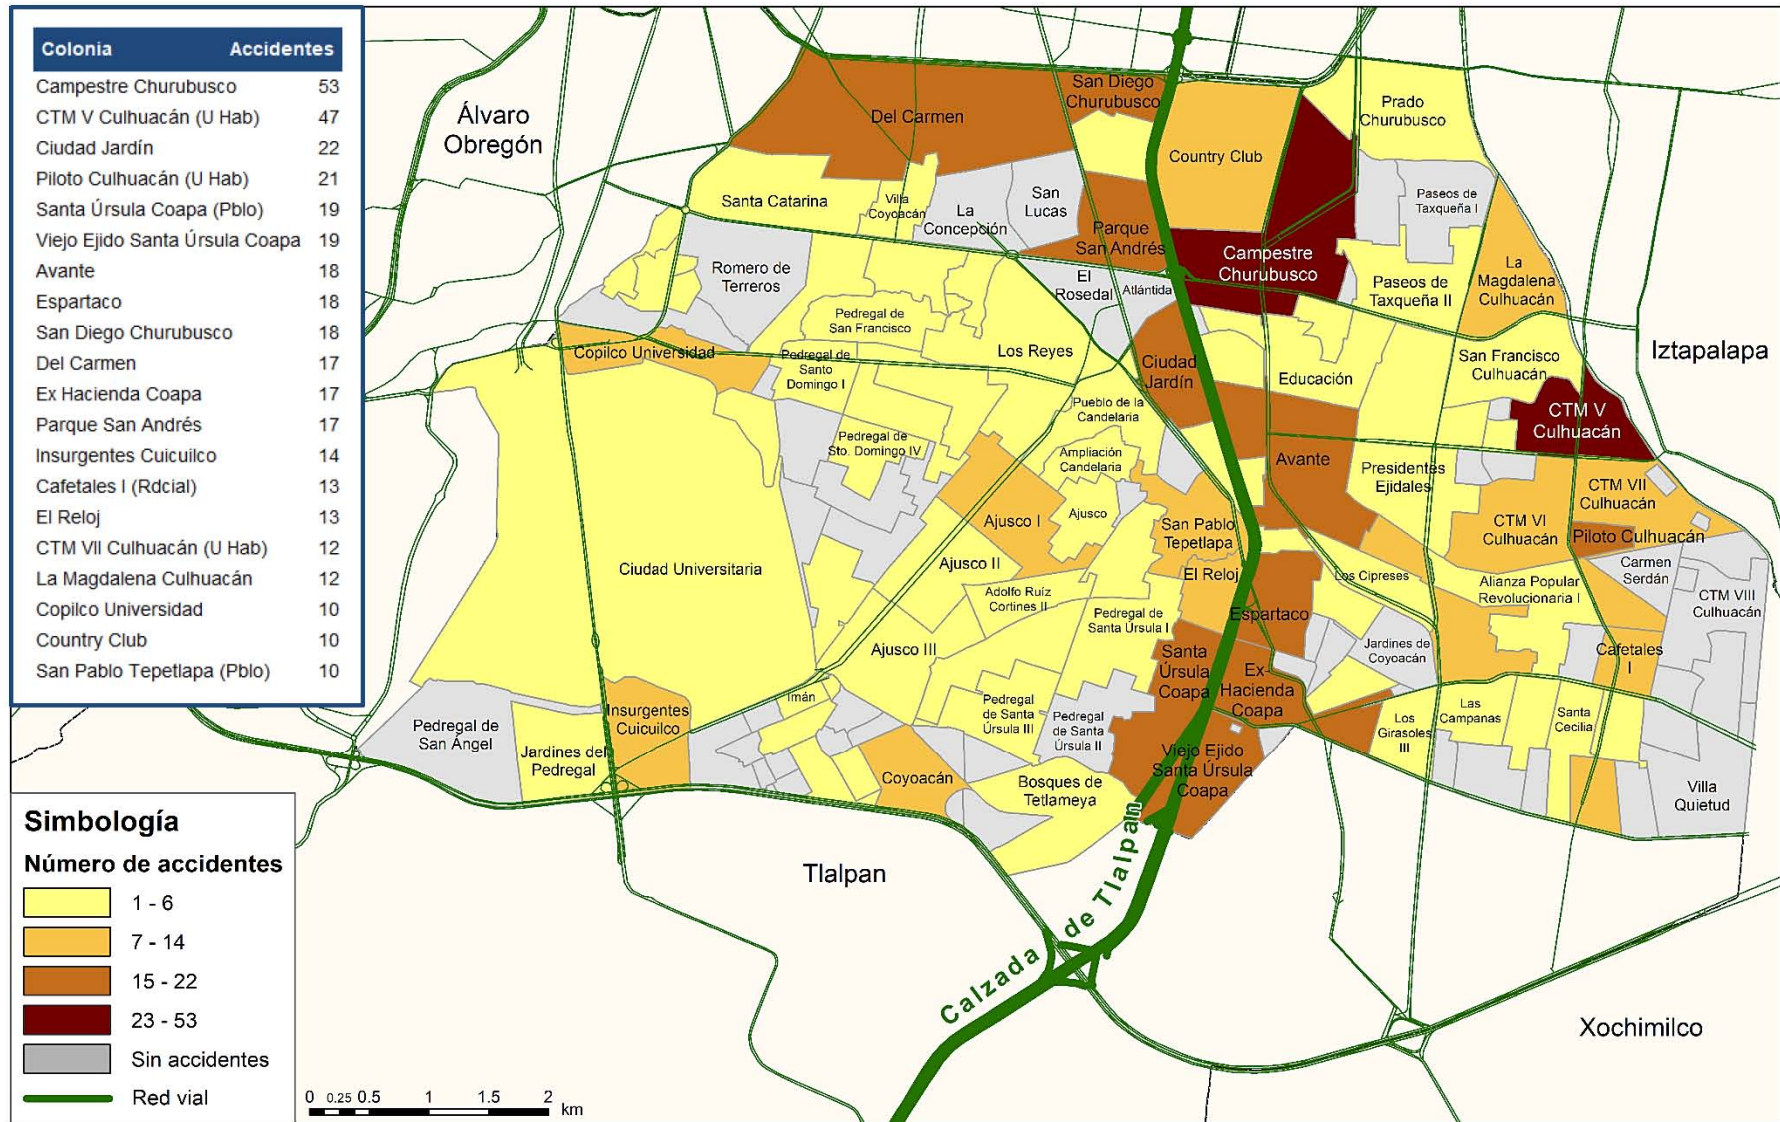 Colonia Accidentes
Campestre Churubusco 53
CTM V Culhuacán (U Hab) 47
Ciudad Jardín 22
Piloto Culhuacán (U Hab) 21
Santa Úrsula Coapa (Pblo) 19
Viejo Ejido Santa Úrsula Coapa 19
Avante 18
Espartaco 18
San Diego Churubusco 18
Del Carmen 17
Ex Hacienda Coapa 17
Parque San Andrés 17
Insurgentes Cuicuilco 14
Cafetales I (Rdcial) 13
El Reloj 13
CTM VII Culhuacán (U Hab) 12
La Magdalena Culhuacán 12
Copilco Universidad 10
Country Club 10
San Pablo Tepetlapa (Pblo) 10
Álvaro
Obregón
Del Carmen
San Diego
Churubusco
Country Club
Prado
Churubusco
Santa Catarina
Villa
Coyoacán
La
Concepción
San
Lucas
Parque
San Andrés
Campestre
Churubusco
Paseos de
Taxqueña I
Paseos de
Taxqueña II
La
Magdalena
Culhuacán
Romero de
Terreros
El
Rosedal
Atlántida
Pedregal de
San Francisco
Copilco Universidad
Pedregal de
Santo
Domingo I
Los Reyes
Ciudad
Jardín
Educación
San Francisco
Culhuacán
Iztapalapa
CTM V
Culhuacán
Pueblo de la
Candelaria
Pedregal de
Sto. Domingo IV
Ampliación
Candelaria
Avante
Presidentes
Ejidales
CTM VII
Culhuacán
Ajusco I
Ajusco
San Pablo
Tepetlapa
CTM VI
Culhuacán
Piloto Culhuacán
Ciudad Universitaria
Ajusco II
El Reloj
Los Cipreses
Alianza Popular
Revolucionaria I
Carmen
Serdán
CTM VIII
Culhuacán
Adolfo Ruíz
Cortines II
Pedregal de
Santa Úrsula I
Espartaco
Ajusco III
Santa
Úrsula
Coapa
Ex-
Hacienda
Coapa
Jardines de
Coyoacán
Cafetales
I
Imán
Insurgentes
Cuicuilco
Pedregal de
San Angel
Jardines del
Pedregal
Pedregal
de Santa
Úrsula III
Pedregal
de Santa
Úrsula II
Los
Girasoles
III
Las
Campanas
Santa
Cecilia
Coyoacán
Bosques de
Tetlameya
Viejo Ejido
Santa Úrsula
Coapa
Villa
Quietud
Tlalpan
Calzada de Tlalpan
Xochimilco
Simbología
Número de accidentes
1 - 6
7 - 14
15 - 22
23 - 53
Sin accidentes
Red vial
0 0.25 0.5 1 1.5 2
km